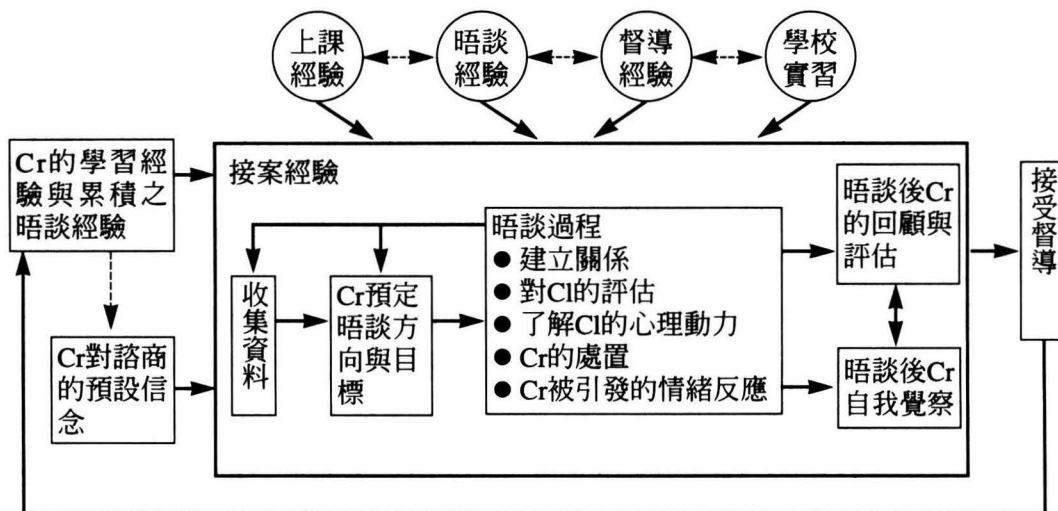 上課
經驗
晤談
經驗
督導
經驗
學校
實習
Cr的學習經
驗與累積之
晤談經驗
Cr對諮商
的預設信
念
接案經驗
收集資料
Cr預定
晤談方
向與目
標
晤談過程
● 建立關係
● 對Cl的評估
● 了解Cl的心理動力
● Cr的處置
● Cr被引發的情緒反應
晤談後Cr
的回顧與
評估
晤談後Cr
自我覺察
接受督導